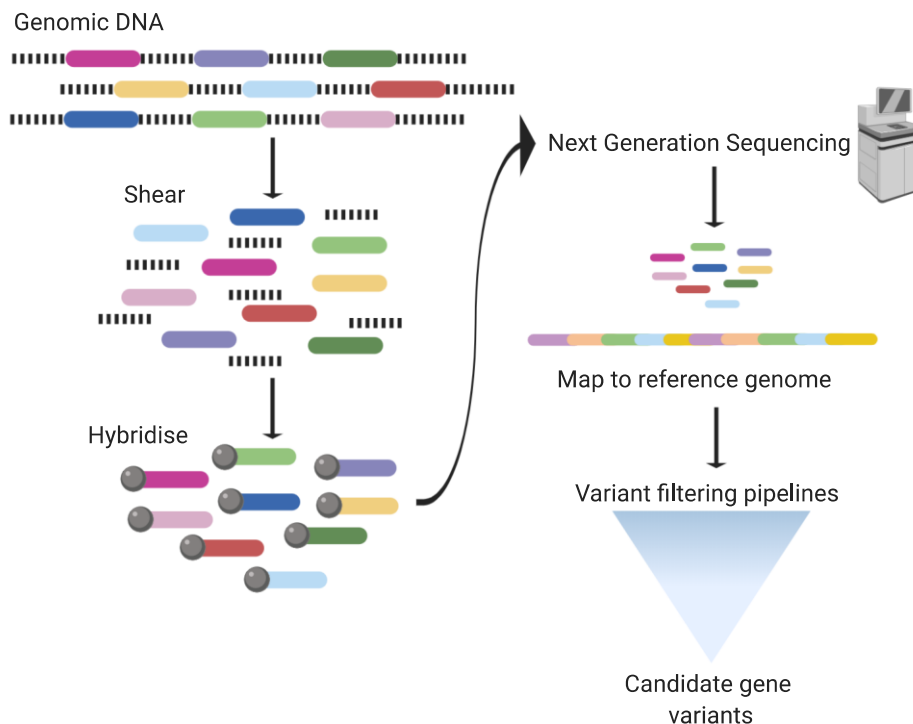 Genomic DNA
Shear
Hybridise
Next Generation Sequencing
Map to reference genome
Variant filtering pipelines
Candidate gene
variants